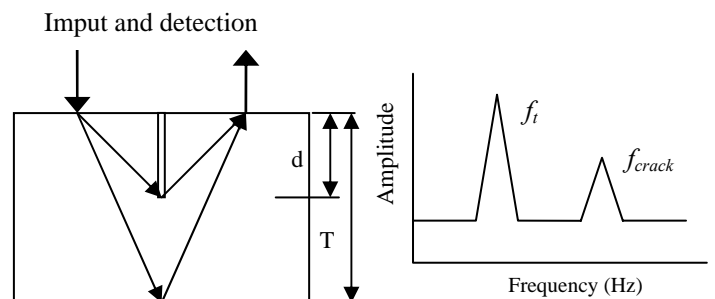 Imput and detection
d
T
Amplitude
f_t
f_crack
Frequency (Hz)